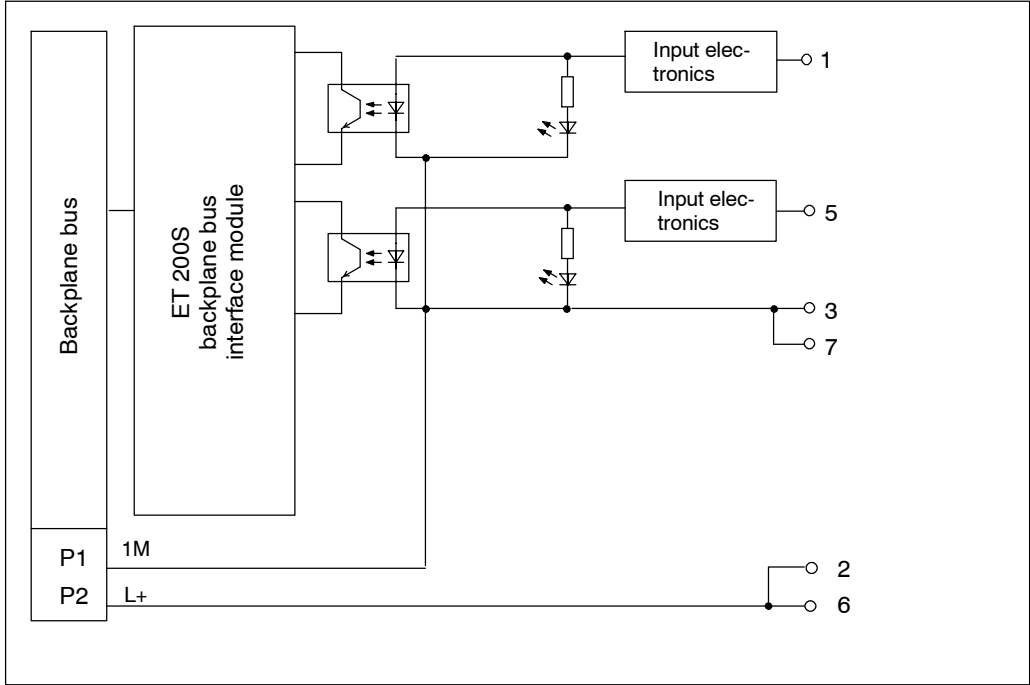 Input elec-
tronics
1
Input elec-
tronics
5
Backplane bus
ET 200S
backplane bus
interface module
3
7
P1
1M
2
P2
L+
6